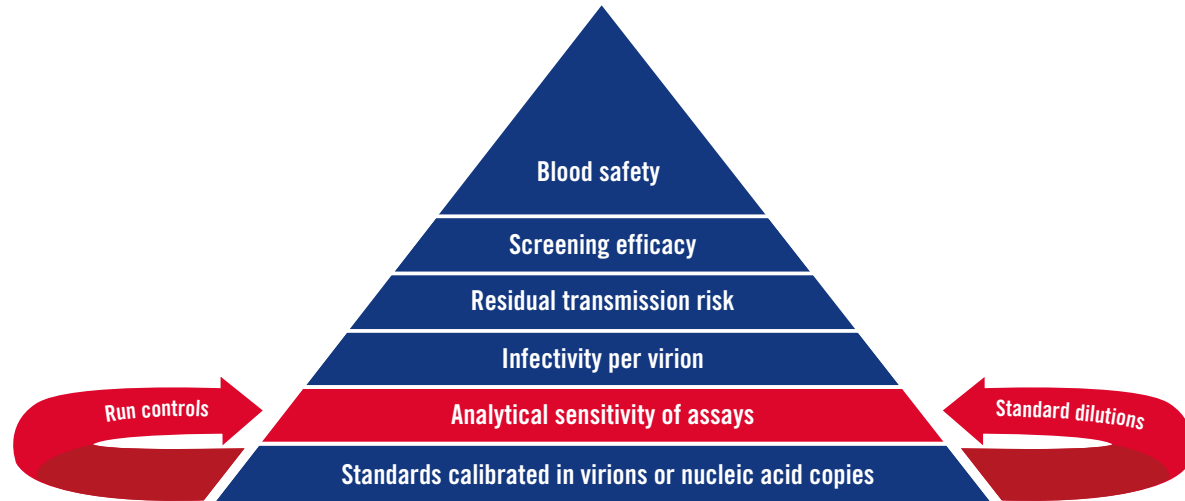 Blood safety
Screening efficacy
Residual transmission risk
Infectivity per virion
Run controls
Analytical sensitivity of assays
Standard dilutions
Standards calibrated in virions or nucleic acid copies